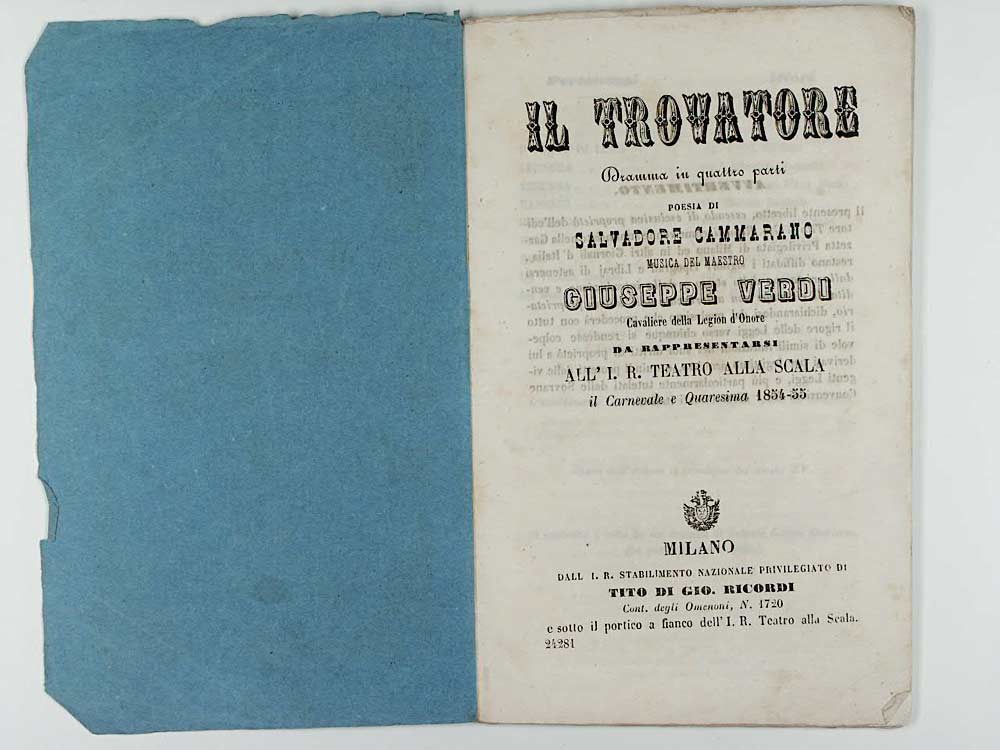 IL TROVATORE
Dramma in quattro parti
POESIA DI
SALVADORE CAMMARANO
MUSICA DEL MAESTRO
GIUSEPPE VERDI
Cavaliere della Legion d'Onore
DA RAPPRESENTARSI
ALL' I. R. TEATRO ALLA SCALA
il Carnevale e Quaresima 1854-55
MILANO
DALL' I. R. STABILIMENTO NAZIONALE PRIVILEGIATO DI
TITO DI GIO. RICORDI
Cont. degli Omenoni, N. 1720
e sotto il portico a fianco dell' I. R. Teatro alla Scala.
24281